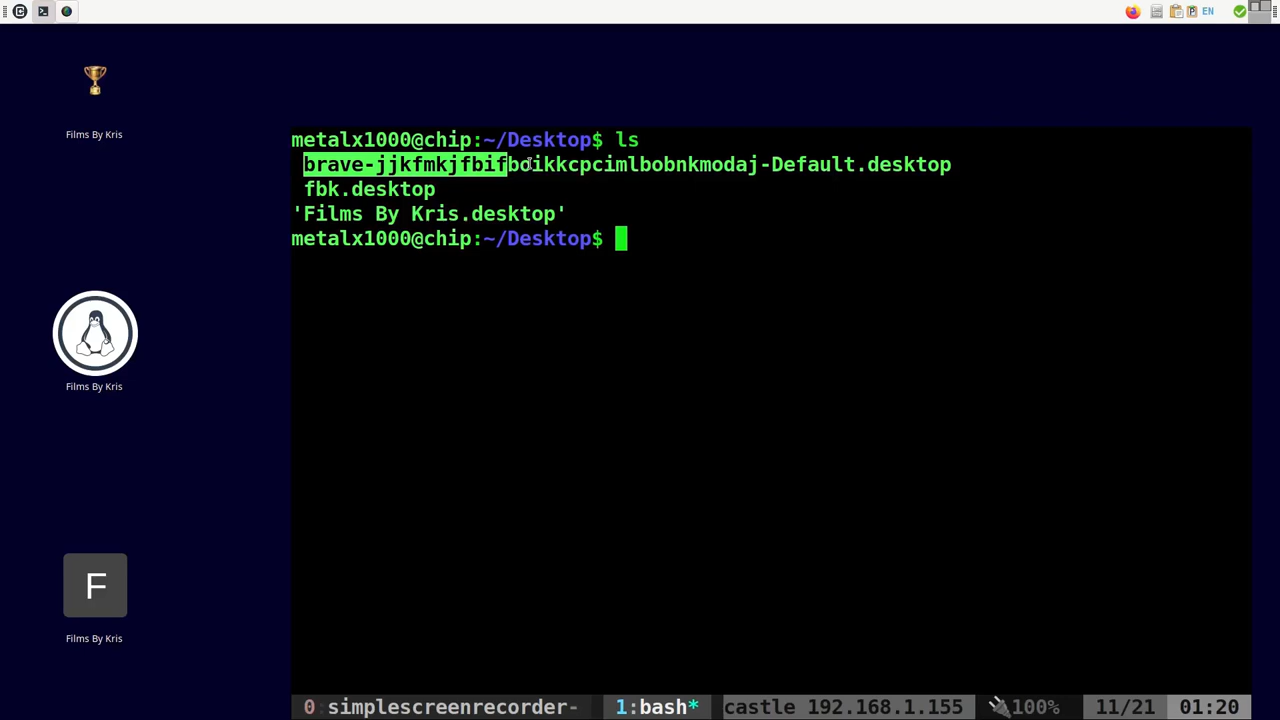 EN
Films By Kris
Films By Kris
F
Films By Kris
metalx1000@chip:~/Desktop$ ls
brave-jjkfmkjfbifboikkcpcimlbobnkmodaj-Default.desktop
fbk.desktop
'Films By Kris.desktop'
metalx1000@chip:~/Desktop$
0 simplescreenrecorder- 1:bash* castle 192.168.1.155 100% 11/21 01:20